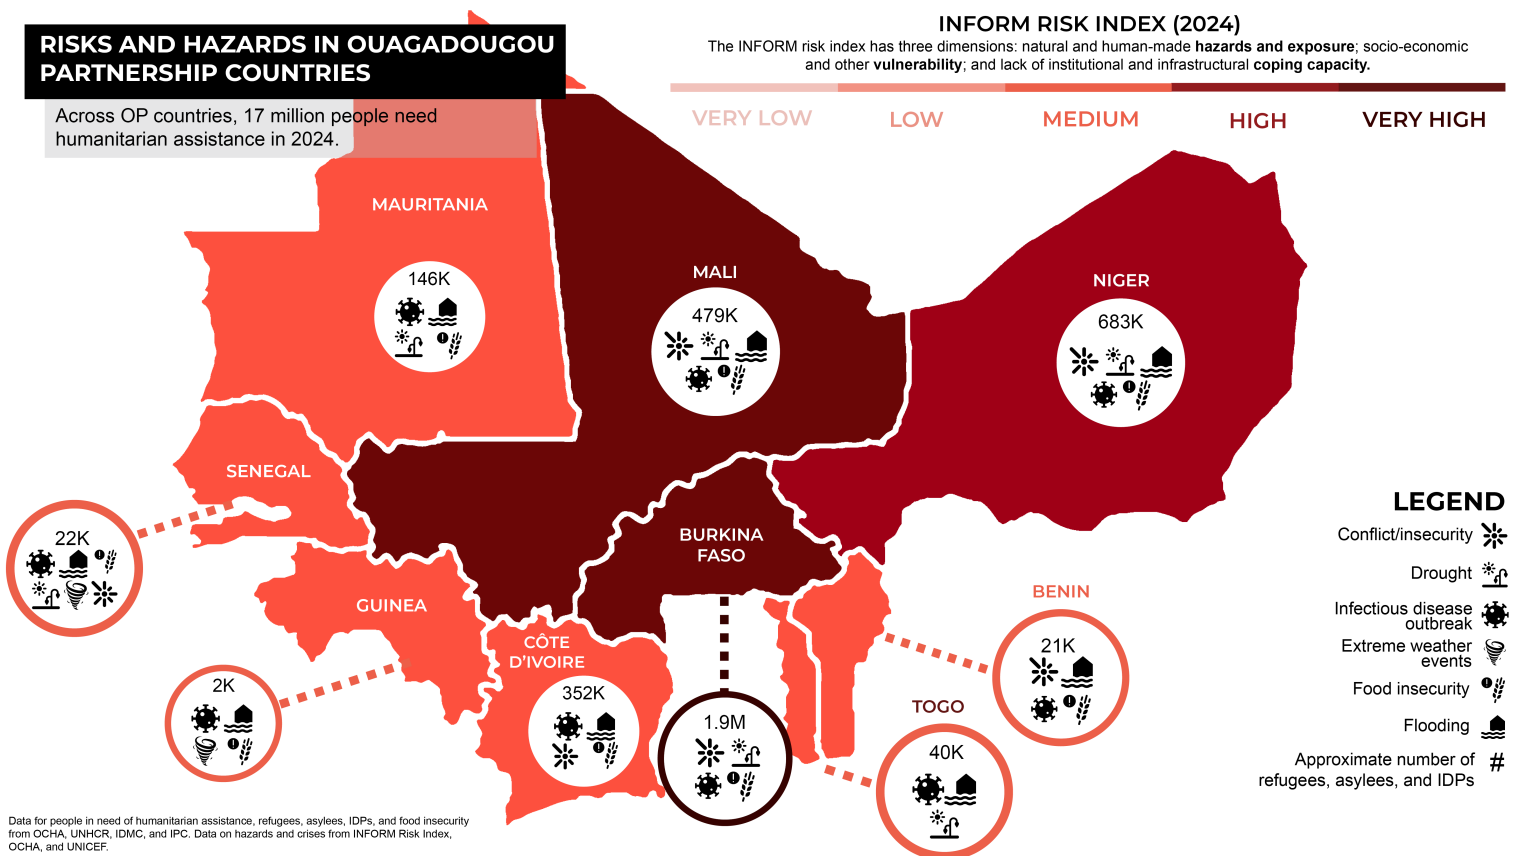 RISKS AND HAZARDS IN OUAGADOUGOU
PARTNERSHIP COUNTRIES
Across OP countries, 17 million people need
humanitarian assistance in 2024.
INFORM RISK INDEX (2024)
The INFORM risk index has three dimensions: natural and human-made hazards and exposure; socio-economic
and other vulnerability; and lack of institutional and infrastructural coping capacity.
VERY LOW
LOW
MEDIUM
HIGH
VERY HIGH
MAURITANIA
146K
MALI
479K
NIGER
683K
SENEGAL
22K
GUINEA
2K
CÔTE
D'IVOIRE
352K
BURKINA
FASO
1.9M
BENIN
21K
TOGO
40K
LEGEND
Conflict/insecurity
Drought
Infectious disease
outbreak
Extreme weather
events
Food insecurity
Flooding
Approximate number of #
refugees, asylees, and IDPs
Data for people in need of humanitarian assistance, refugees, asylees, IDPs, and food insecurity
from OCHA, UNHCR, IDMC, and IPC. Data on hazards and crises from INFORM Risk Index,
OCHA, and UNICEF.